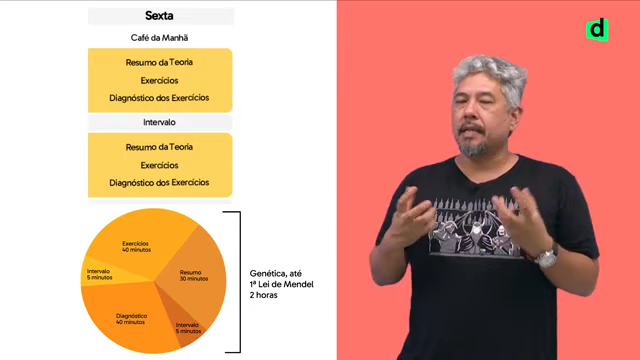 Sexta
Café da Manhã
Resumo da Teoria
Exercícios
Diagnóstico dos Exercícios
Intervalo
Resumo da Teoria
Exercícios
Diagnóstico dos Exercícios
Exercícios
40 minutos
Intervalo
5 minutos
Resumo
30 minutos
Diagnóstico
40 minutos
Intervalo
5 minutos
Genética, até
1ª Lei de Mendel
2 horas
d